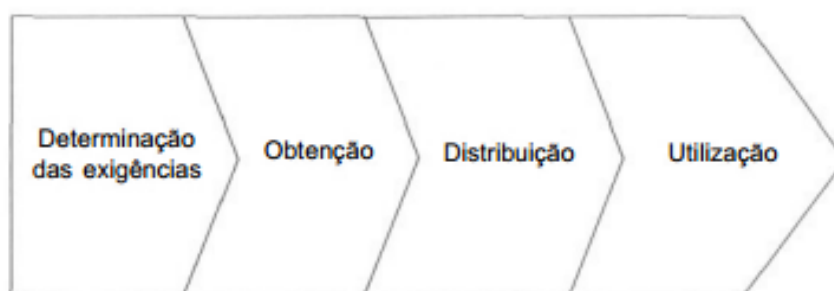 Determinação
das exigências
Obtenção
Distribuição
Utilização